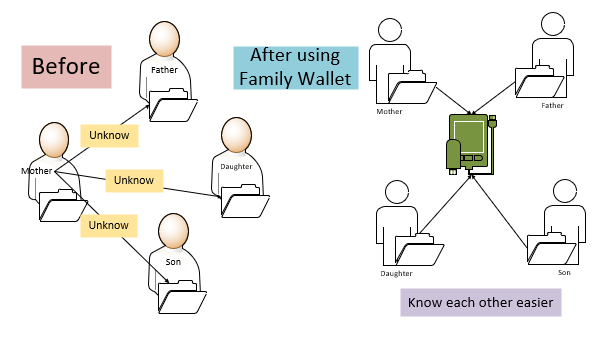 Before
Father
Unknow
Mother
Unknow
Daughter
Unknow
Son
After using
Family Wallet
Mother
Father
Daughter
Son
Know each other easier